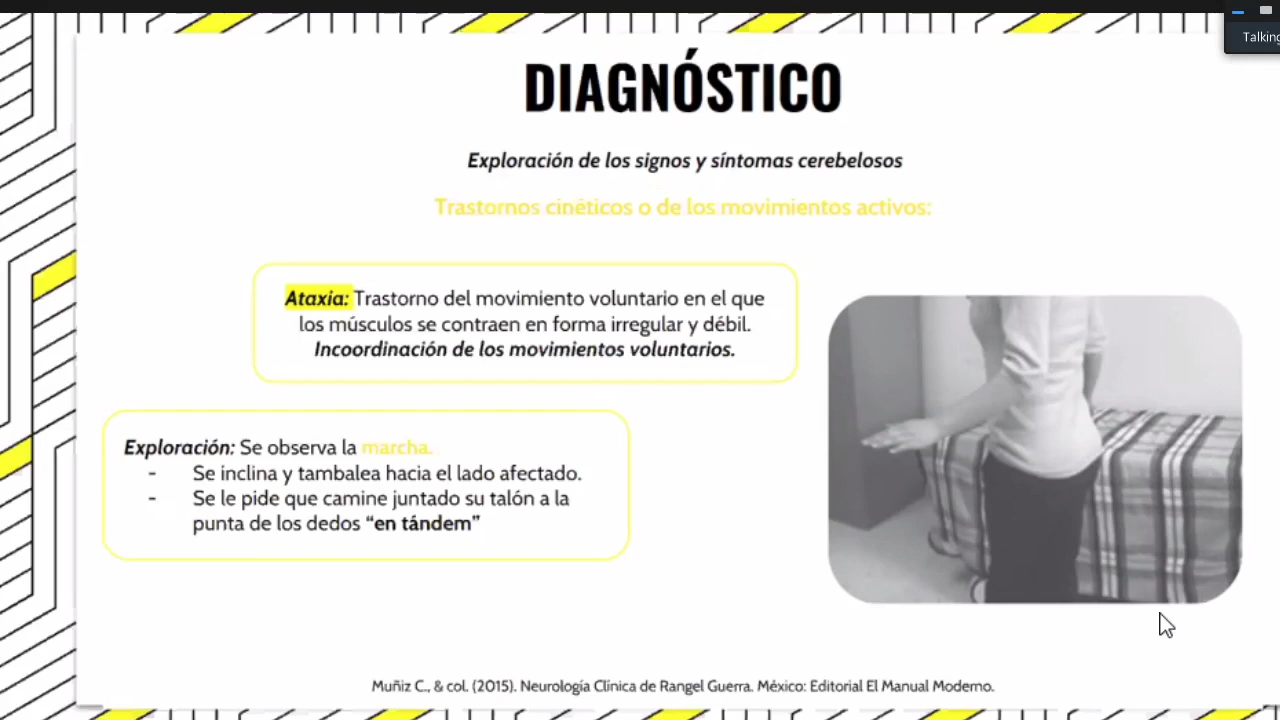 Talking
DIAGNÓSTICO
Exploración de los signos y síntomas cerebelosos
Trastornos cinéticos o de los movimientos activos:
Ataxia: Trastorno del movimiento voluntario en el que
los músculos se contraen en forma irregular y débil.
Incoordinación de los movimientos voluntarios.
Exploración: Se observa la marcha.
- Se inclina y tambalea hacia el lado afectado.
- Se le pide que camine juntado su talón a la
punta de los dedos “en tándem”
Muñiz C., & col. (2015). Neurología Clínica de Rangel Guerra. México: Editorial El Manual Moderno.